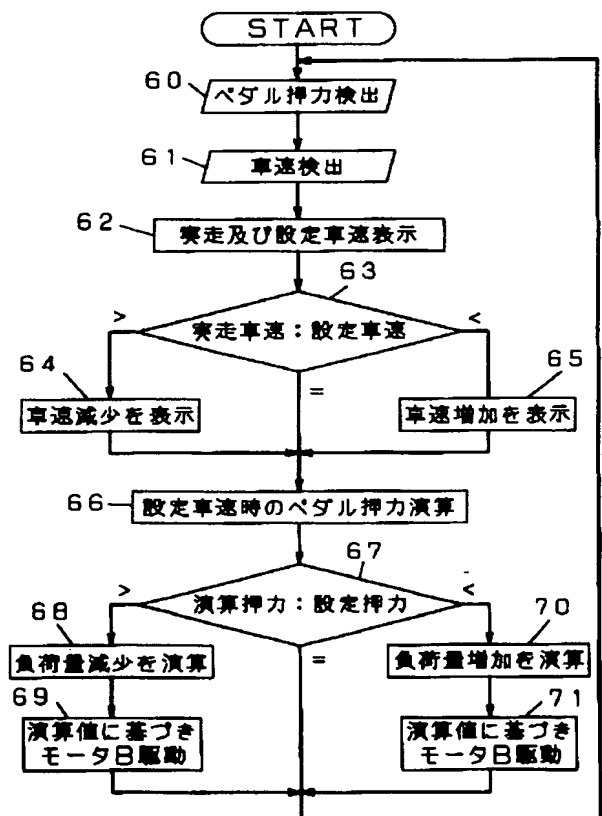 START
60
ペダル押力検出
61
車速検出
62
実走及び設定車速表示
63
> <
実走車速：設定車速
64
65
=
車速減少を表示
車速増加を表示
66
設定車速時のペダル押力演算
67
> <
演算押力：設定押力
68
70
=
負荷量減少を演算
負荷量増加を演算
69
71
演算値に基づき
モータB駆動
演算値に基づき
モータB駆動